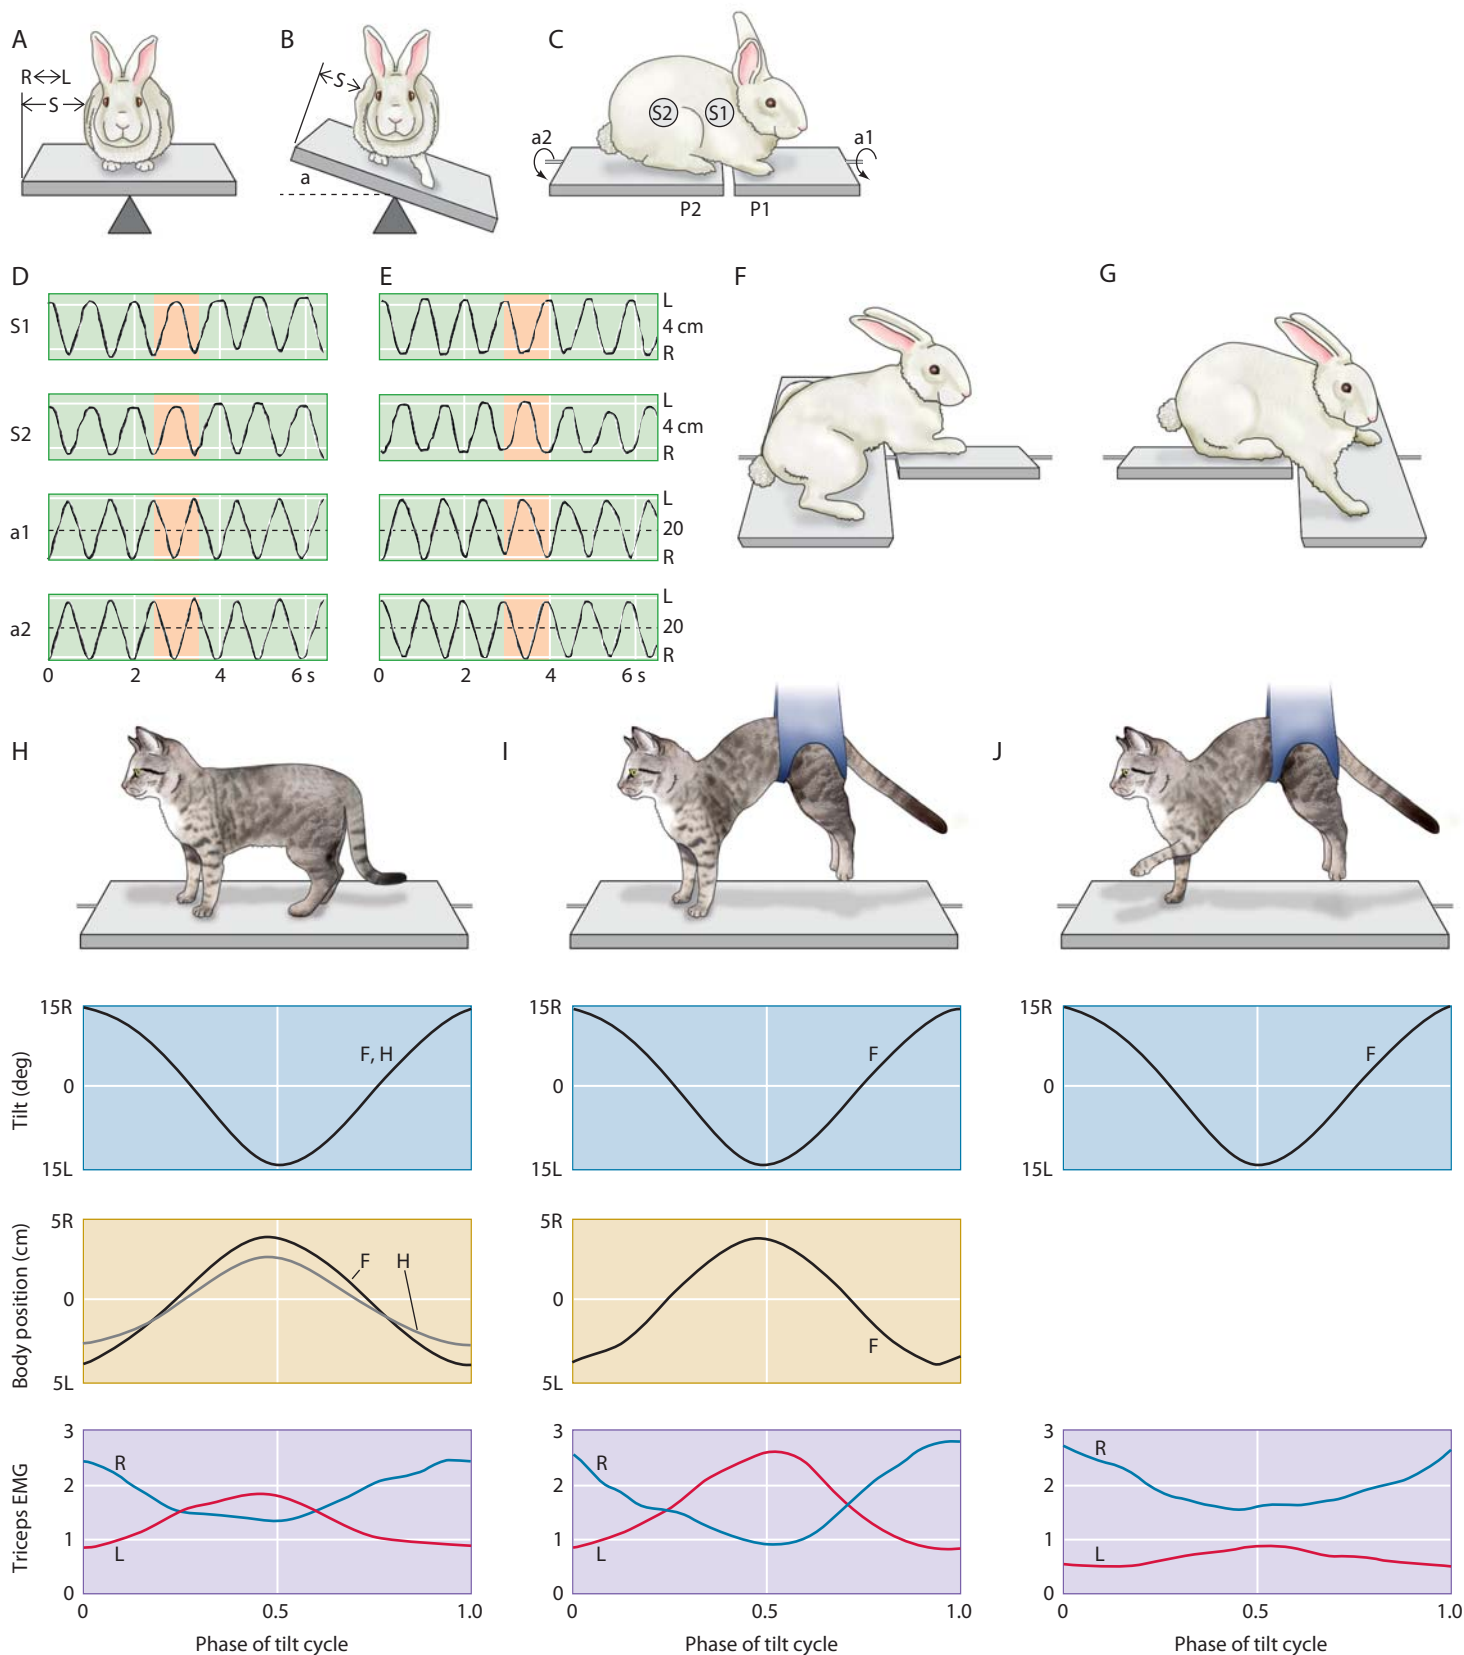 A
B
C
R↔L
S
S
a
S2
S1
a2
a1
P2
P1
D
E
F
G
S1
L
4 cm
R
S2
L
4 cm
R
a1
L
20
R
a2
L
20
R
0
2
4
6 s
0
2
4
6 s
H
I
J
Tilt (deg)
15R
0
15L
F, H
15R
0
15L
F
15R
0
15L
F
Body position (cm)
5R
0
5L
F
H
5R
0
5L
F
Triceps EMG
3
2
1
0
R
L
3
2
1
0
R
L
3
2
1
0
R
L
0
0.5
1.0
0
0.5
1.0
0
0.5
1.0
Phase of tilt cycle
Phase of tilt cycle
Phase of tilt cycle